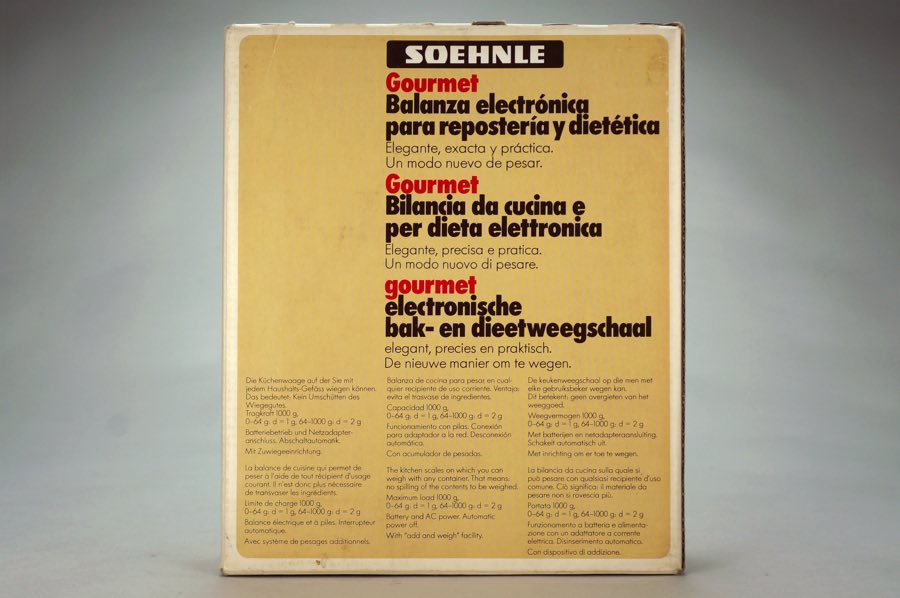 SOEHNLE
Gourmet
Balanza electrónica
para repostería y dietética
Elegante, exacta y práctica.
Un modo nuevo de pesar.
Gourmet
Bilancia da cucina e
per dieta elettronica
Elegante, precisa e pratica.
Un modo nuovo di pesare.
gourmet
electronische
bak- en dieetweegschaal
elegant, precies en praktisch.
De nieuwe manier om te wegen.
Die Küchenwaage auf der Sie mit
jedem Haushalts-Gefäss wiegen können.
Das bedeutet: Kein Umschütten des
Wiegegutes.
Tragkraft 1000 g,
0-64 g: d = 1 g, 64-1000 g: d = 2 g
Batteriebetrieb und Netzadapter-
anschluss. Abschaltautomatik.
Mit Zuwiegeeinrichtung.
Balanza de cocina para pesar en cual-
quier recipiente de uso corriente. Ventaja:
evita el trasvase de ingredientes.
Capacidad 1000 g,
0-64 g: d = 1 g, 64-1000 g: d = 2 g
Funcionamiento con pilas. Conexión
para adaptador a la red. Desconexión
automática.
Con acumulador de pesadas.
De keukenweegschaal op die men met
elke gebruiksbeker wegen kan.
Dit betekent: geen overgieten van het
weeggoed.
Weegvermogen 1000 g,
0-64 g: d = 1 g, 64-1000 g: d = 2 g
Met batterijen en netadapteraansluiting.
Schakelt automatisch uit.
Met inrichting om er toe te wegen.
La balance de cuisine qui permet de
peser à l'aide de tout récipient d'usage
courant. Il n'est donc plus nécessaire
de transvaser les ingrédients.
Limite de charge 1000 g,
0-64 g: d = 1 g, 64-1000 g: d = 2 g
Balance électrique et à piles. Interrupteur
automatique.
Avec système de pesages additionnels.
The kitchen scales on which you can
weigh with any container. That means:
no spilling of the contents to be weighed.
Maximum load 1000 g,
0-64 g: d = 1 g, 64-1000 g: d = 2 g
Battery and AC power. Automatic
power off.
With "add and weigh" facility.
La bilancia da cucina sulla quale si
può pesare con qualsiasi recipiente d'uso
comune. Ciò significa: il materiale da
pesare non si rovescia più.
Portata 1000 g,
0-64 g: d = 1 g, 64-1000 g: d = 2 g
Funzionamento a batteria e alimenta-
zione con un adattatore a corrente
elettrica. Disinserimento automatico.
Con dispositivo di addizione.